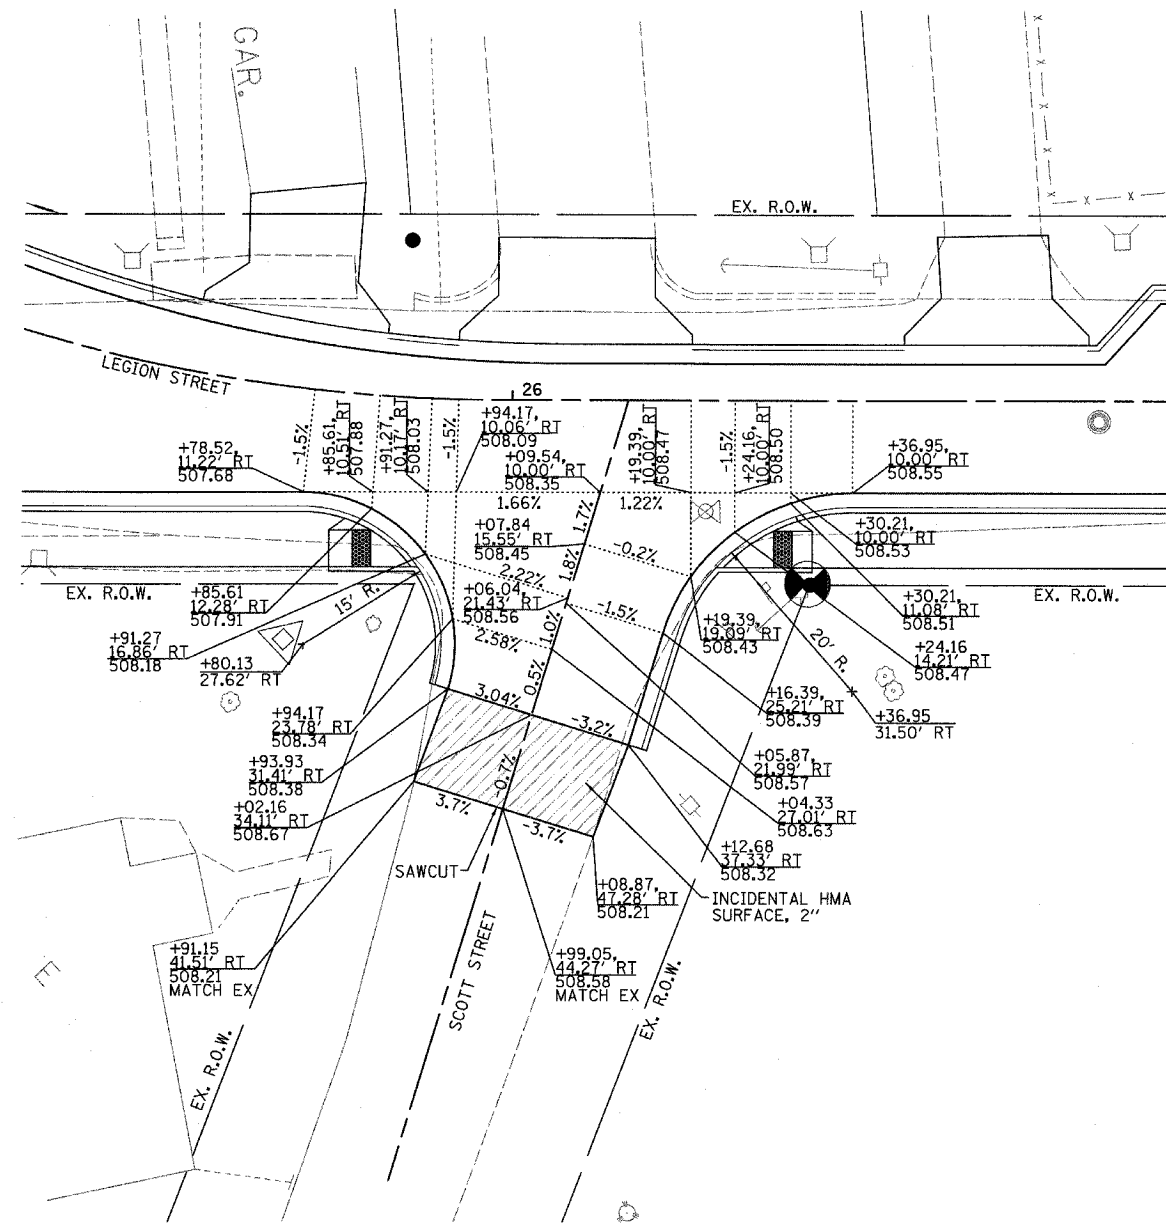 GAR.
EX. R.O.W.
LEGION STREET
26
-1.5%
+85.61,
10.51' RT
507.88
+91.27,
10.17' RT
508.03
-1.5%
+94.17,
10.06' RT
508.09
+09.54,
10.00' RT
508.35
+19.39,
10.00' RT
508.47
-1.5%
+24.16,
10.00' RT
508.50
+36.95,
10.00' RT
508.55
+78.52,
11.22' RT
507.68
1.66%
1.22%
1.7%
+07.84
15.55' RT
508.45
-0.2%
+30.21,
10.00' RT
508.53
2.22%
1.8%
EX. R.O.W.
+85.61
12.28' RT
507.91
15' R.
+06.04,
21.43' RT
508.56
-1.5%
+30.21,
11.08' RT
508.51
EX. R.O.W.
+91.27
16.86' RT
508.18
+80.13
27.62' RT
2.58%
1.0%
+19.39,
19.09' RT
508.43
20' R.
+24.16
14.21' RT
508.47
0.5%
3.04%
+94.17
23.78' RT
508.34
-3.2%
+16.39,
25.21' RT
508.39
+36.95
31.50' RT
+93.93
31.41' RT
508.38
-0.7%
+05.87,
21.99' RT
508.57
+02.16
34.11' RT
508.67
3.7%
-3.7%
+04.33
27.01' RT
508.63
SAWCUT
+12.68
37.33' RT
508.32
+08.87,
47.28' RT
508.21
INCIDENTAL HMA
SURFACE, 2"
+91.15
41.51' RT
508.21
MATCH EX
SCOTT STREET
+99.05,
44.27' RT
508.58
MATCH EX
EX. R.O.W.
EX. R.O.W.
E